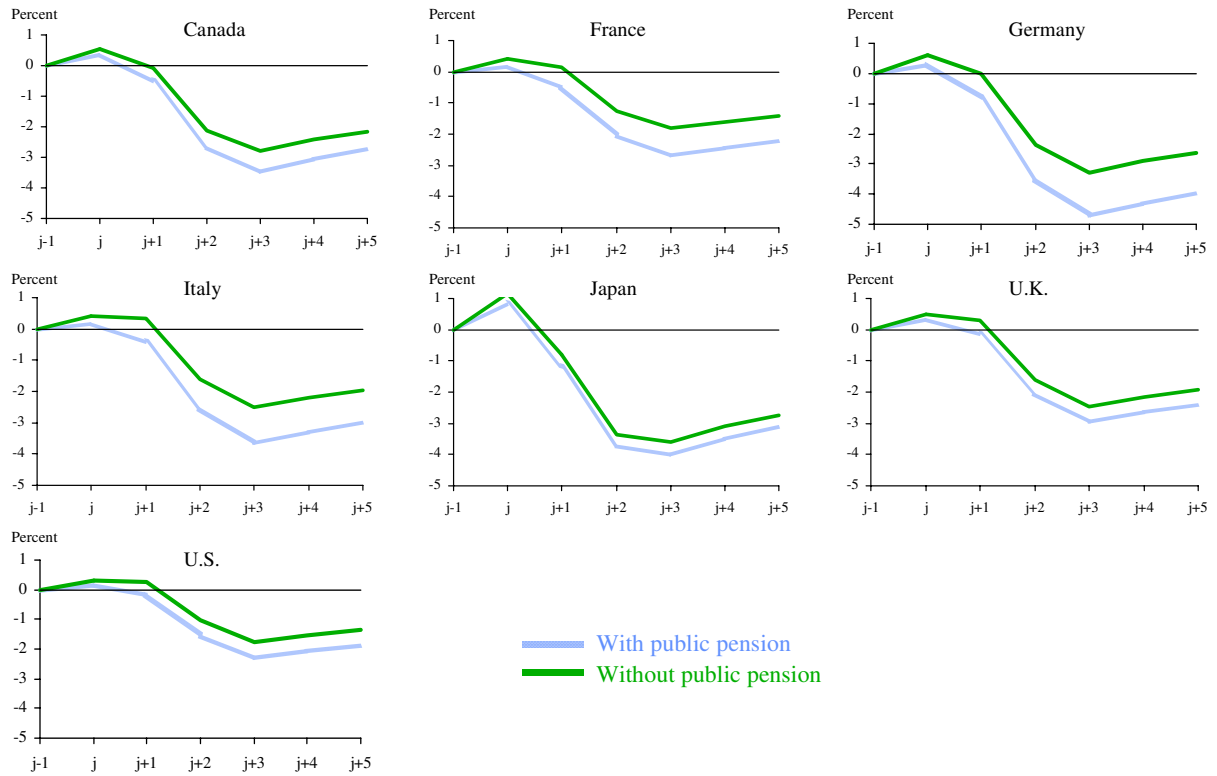 Percent
Canada
1
0
-1
-2
-3
-4
-5
j-1 j j+1 j+2 j+3 j+4 j+5
Percent
France
1
0
-1
-2
-3
-4
-5
j-1 j j+1 j+2 j+3 j+4 j+5
Percent
Germany
1
0
-1
-2
-3
-4
-5
j-1 j j+1 j+2 j+3 j+4 j+5
Percent
Italy
1
0
-1
-2
-3
-4
-5
j-1 j j+1 j+2 j+3 j+4 j+5
Percent
Japan
1
0
-1
-2
-3
-4
-5
j-1 j j+1 j+2 j+3 j+4 j+5
Percent
U.K.
1
0
-1
-2
-3
-4
-5
j-1 j j+1 j+2 j+3 j+4 j+5
Percent
U.S.
1
0
-1
-2
-3
-4
-5
j-1 j j+1 j+2 j+3 j+4 j+5
With public pension
Without public pension